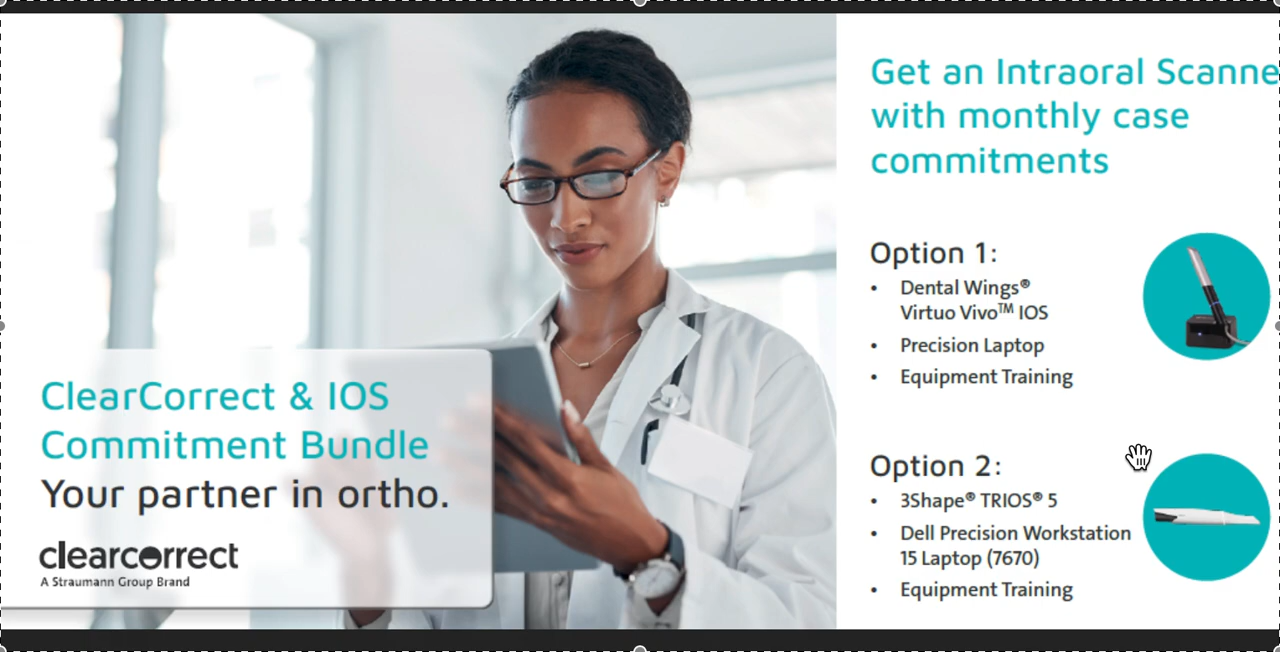 ClearCorrect & IOS
Commitment Bundle
Your partner in ortho.
clearcorrect
A Straumann Group Brand
Get an Intraoral Scanne
with monthly case
commitments
Option 1:
• Dental Wings®
Virtuo Vivo™ IOS
• Precision Laptop
• Equipment Training
Option 2:
• 3Shape® TRIOS® 5
• Dell Precision Workstation
15 Laptop (7670)
• Equipment Training